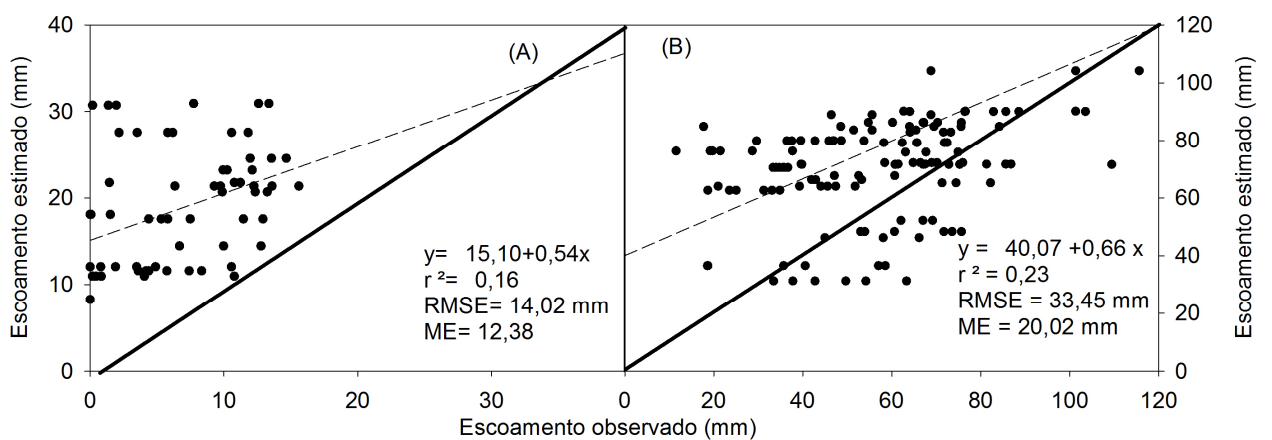 Escoamento estimado (mm)
40
30
20
10
0
(A)
y= 15,10+0,54x
r ²= 0,16
RMSE= 14,02 mm
ME= 12,38
0 10 20 30
(B)
y = 40,07 +0,66 x
r ² = 0,23
RMSE = 33,45 mm
ME = 20,02 mm
0 20 40 60 80 100 120
120
100
80
60
40
20
0
Escoamento estimado (mm)
Escoamento observado (mm)